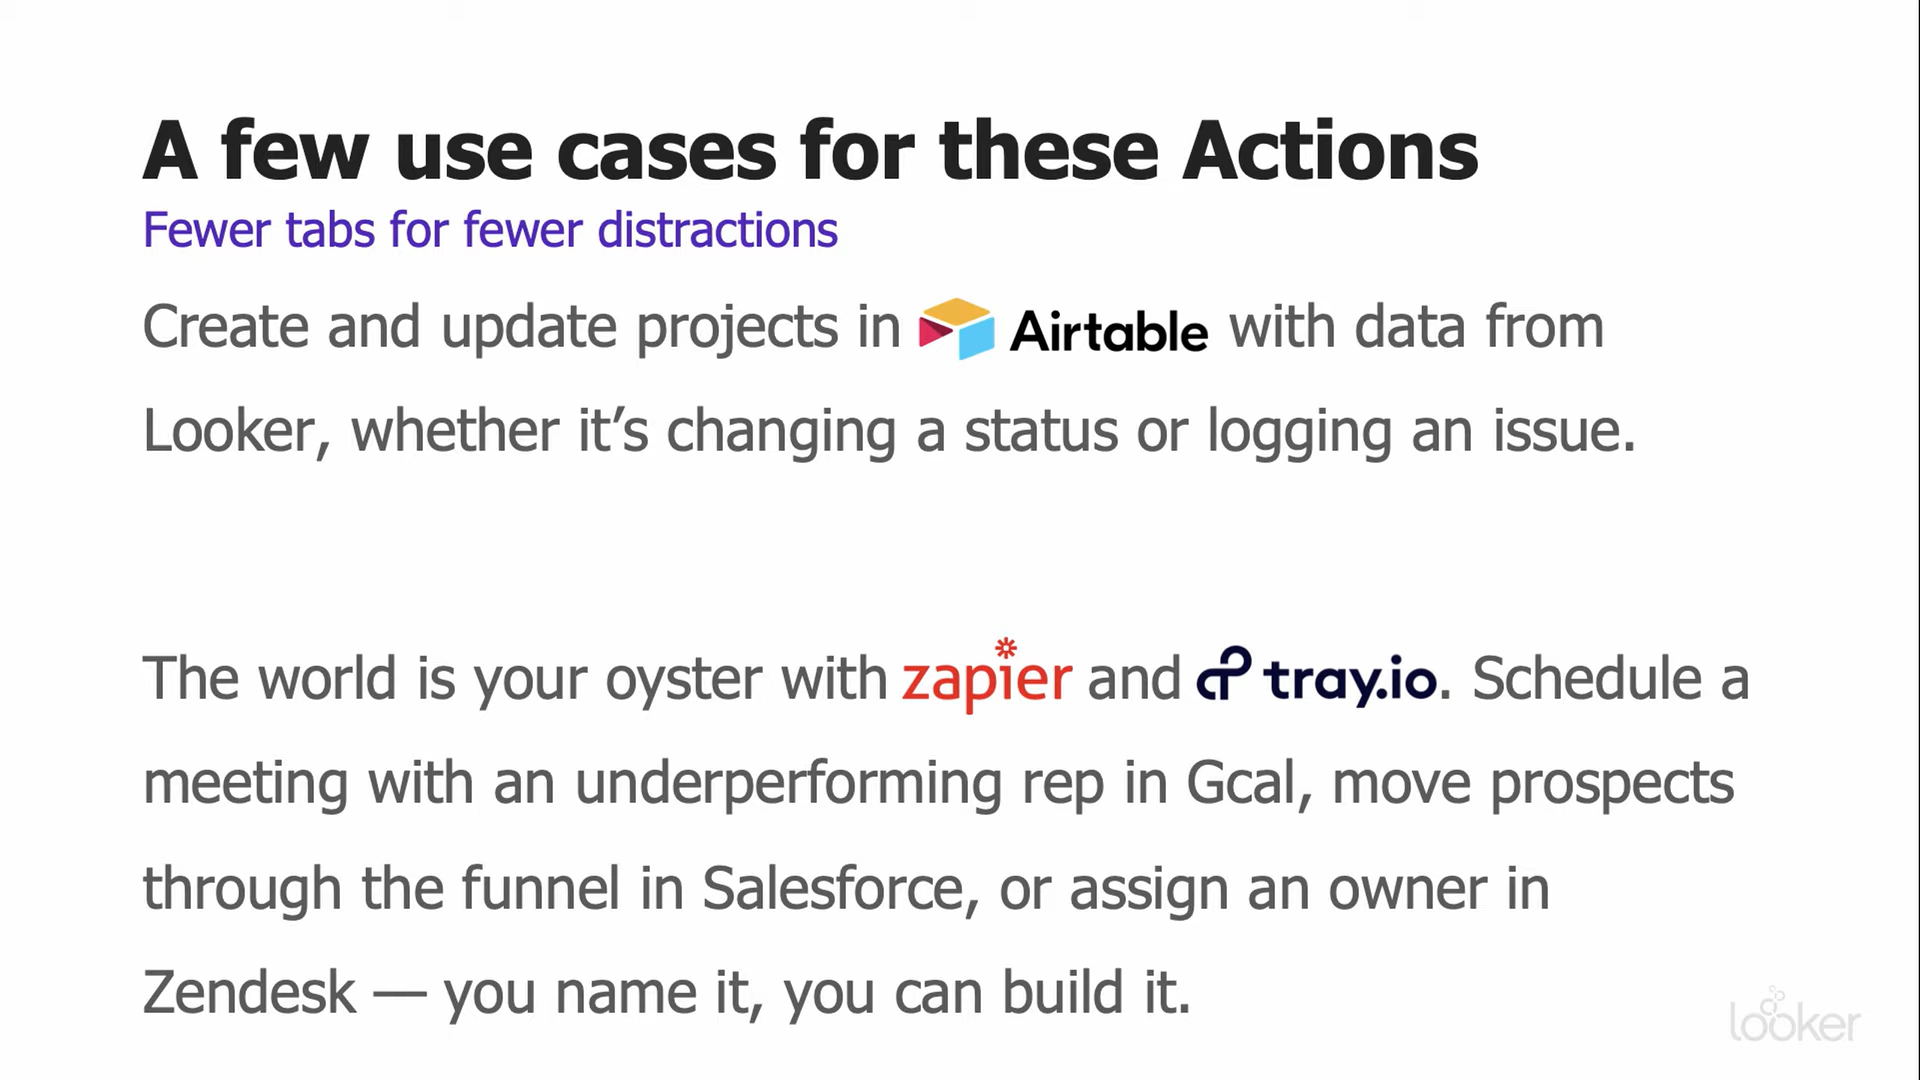 A few use cases for these Actions
Fewer tabs for fewer distractions
Create and update projects in Airtable with data from
Looker, whether it’s changing a status or logging an issue.
The world is your oyster with zapier and tray.io. Schedule a
meeting with an underperforming rep in Gcal, move prospects
through the funnel in Salesforce, or assign an owner in
Zendesk — you name it, you can build it.
looker